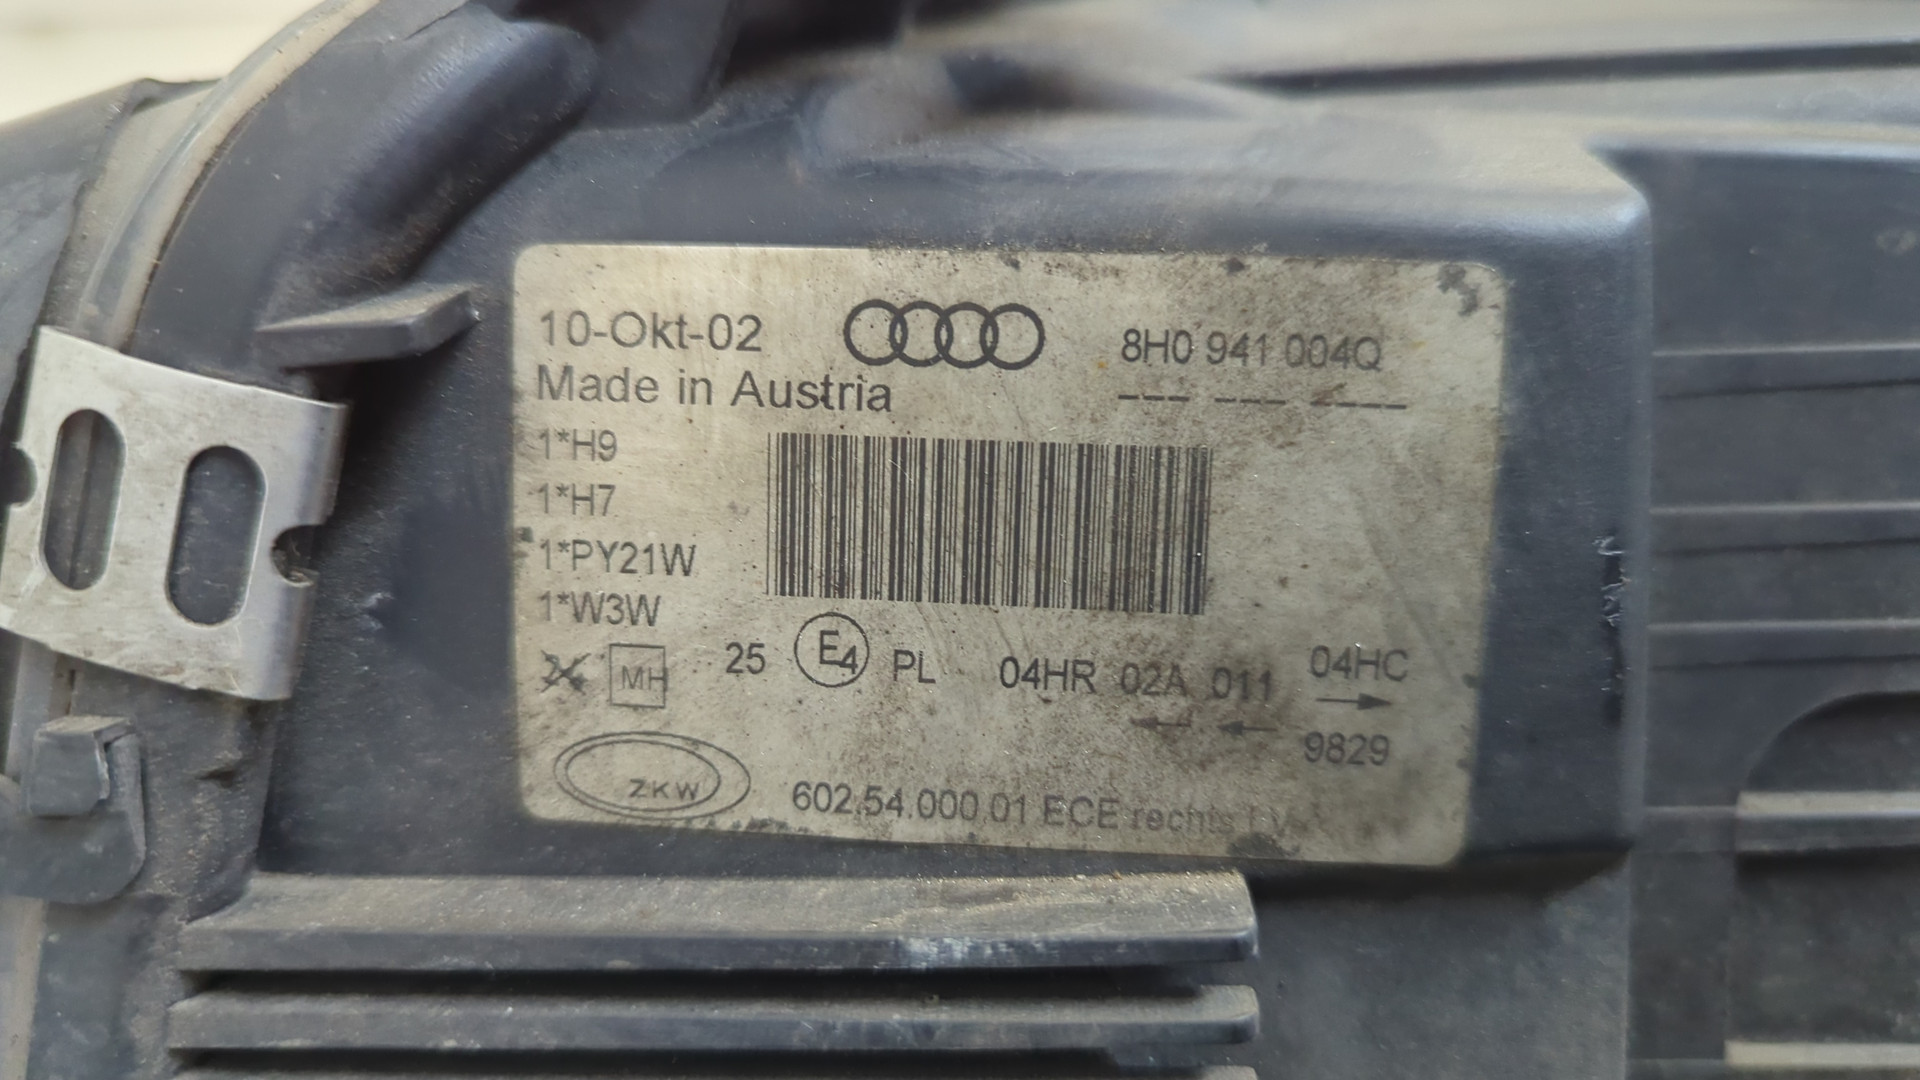 10-Okt-02
8H0 941 004Q
Made in Austria
--- --- ----
1*H9
1*H7
1*PY21W
1*W3W
MH 25 E4 PL 04HR 02A 011 04HC
9829
ZKW 602.54.000.01 ECE rechts